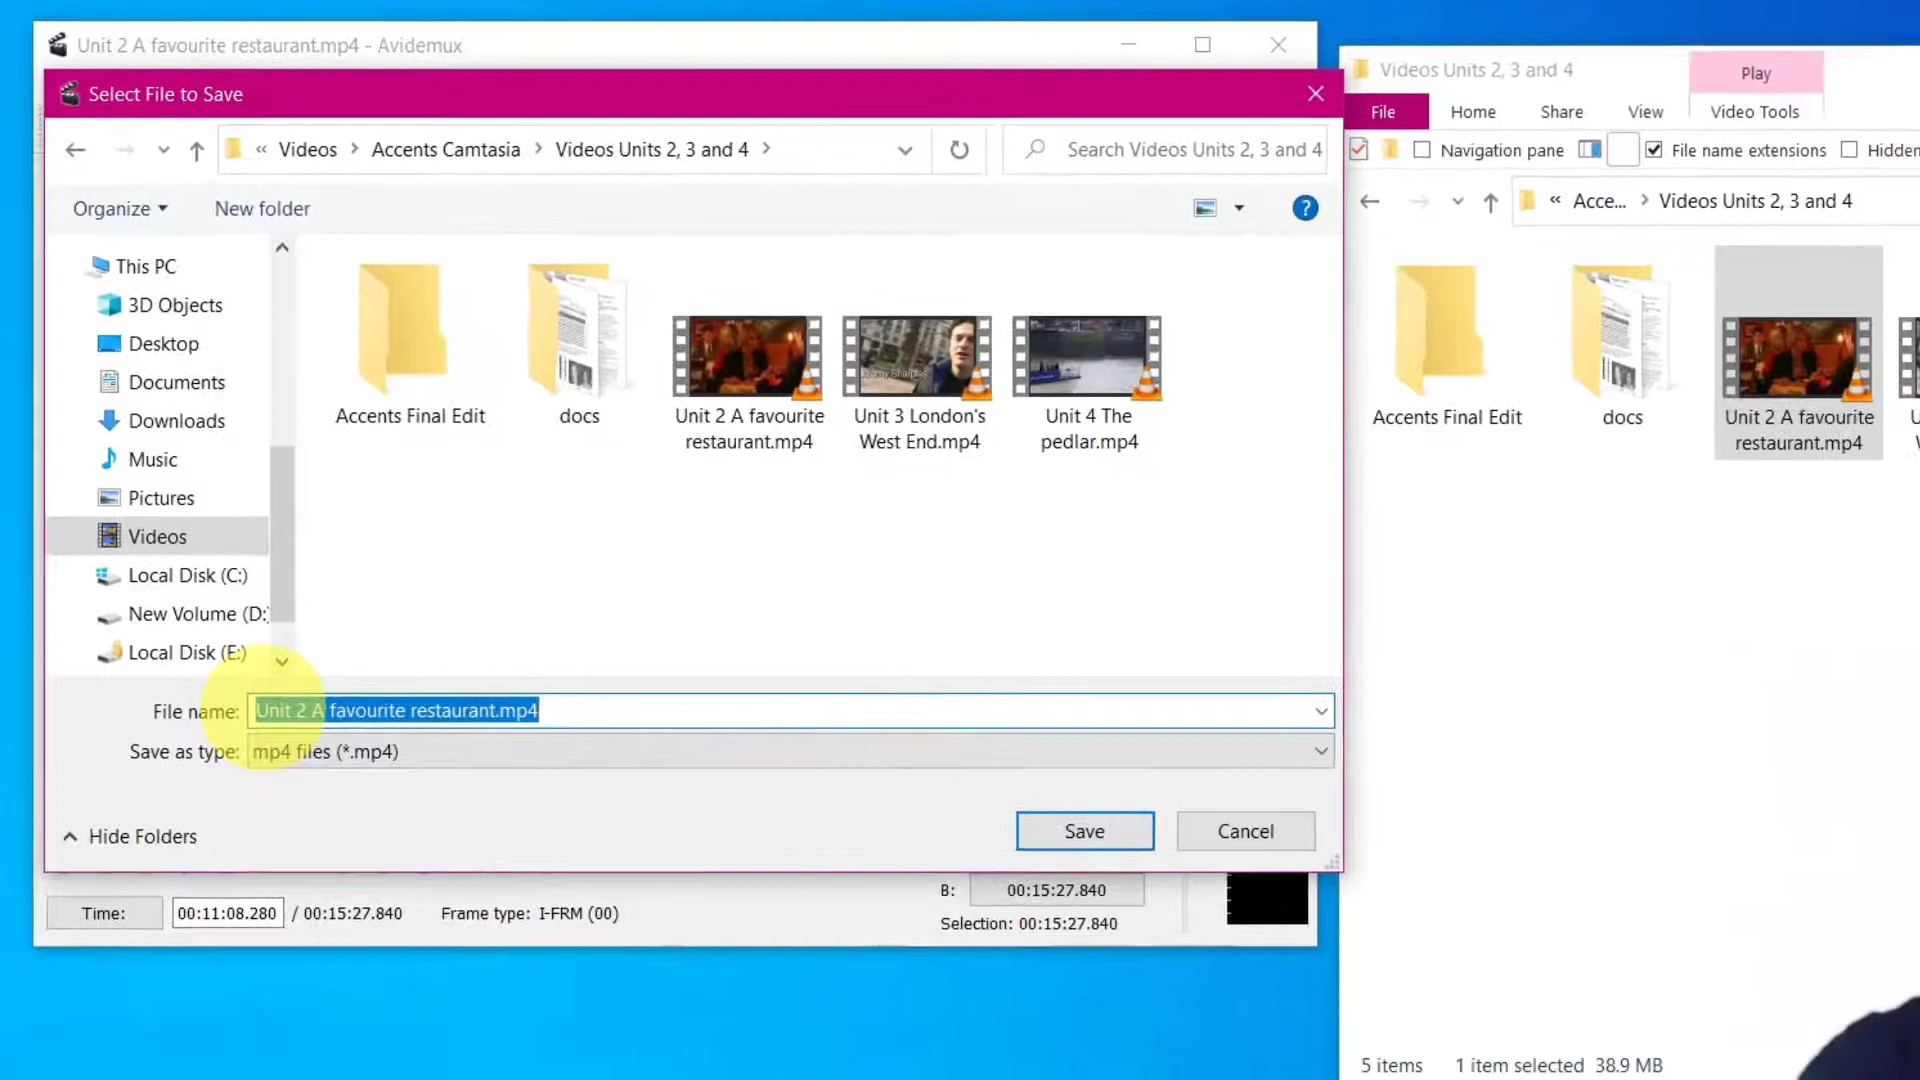 Unit 2 A favourite restaurant.mp4 - Avidemux
Select File to Save
« Videos > Accents Camtasia > Videos Units 2, 3 and 4 >
Search Videos Units 2, 3 and 4
Organize
New folder
This PC
3D Objects
Desktop
Documents
Downloads
Music
Pictures
Videos
Local Disk (C:)
New Volume (D:)
Local Disk (E:)
Accents Final Edit
docs
Unit 2 A favourite
restaurant.mp4
Unit 3 London's
West End.mp4
Unit 4 The
pedlar.mp4
File name: Unit 2 A favourite restaurant.mp4
Save as type: mp4 files (*.mp4)
Hide Folders
Save
Cancel
B: 00:15:27.840
Time: 00:11:08.280 / 00:15:27.840 Frame type: I-FRM (00)
Selection: 00:15:27.840
Videos Units 2, 3 and 4
Play
File
Home
Share
View
Video Tools
Navigation pane
File name extensions
Hidden
« Acce... > Videos Units 2, 3 and 4
Accents Final Edit
docs
Unit 2 A favourite
restaurant.mp4
5 items 1 item selected 38.9 MB